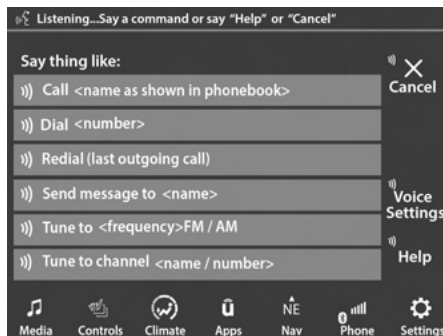 Listening...Say a command or say “Help” or “Cancel”
Say thing like:
Cancel
Call <name as shown in phonebook>
Dial <number>
Redial (last outgoing call)
Send message to <name>
Voice
Settings
Tune to <frequency>FM / AM
Help
Tune to channel <name / number>
û NE
Media Controls Climate Apps Nav Phone Settings